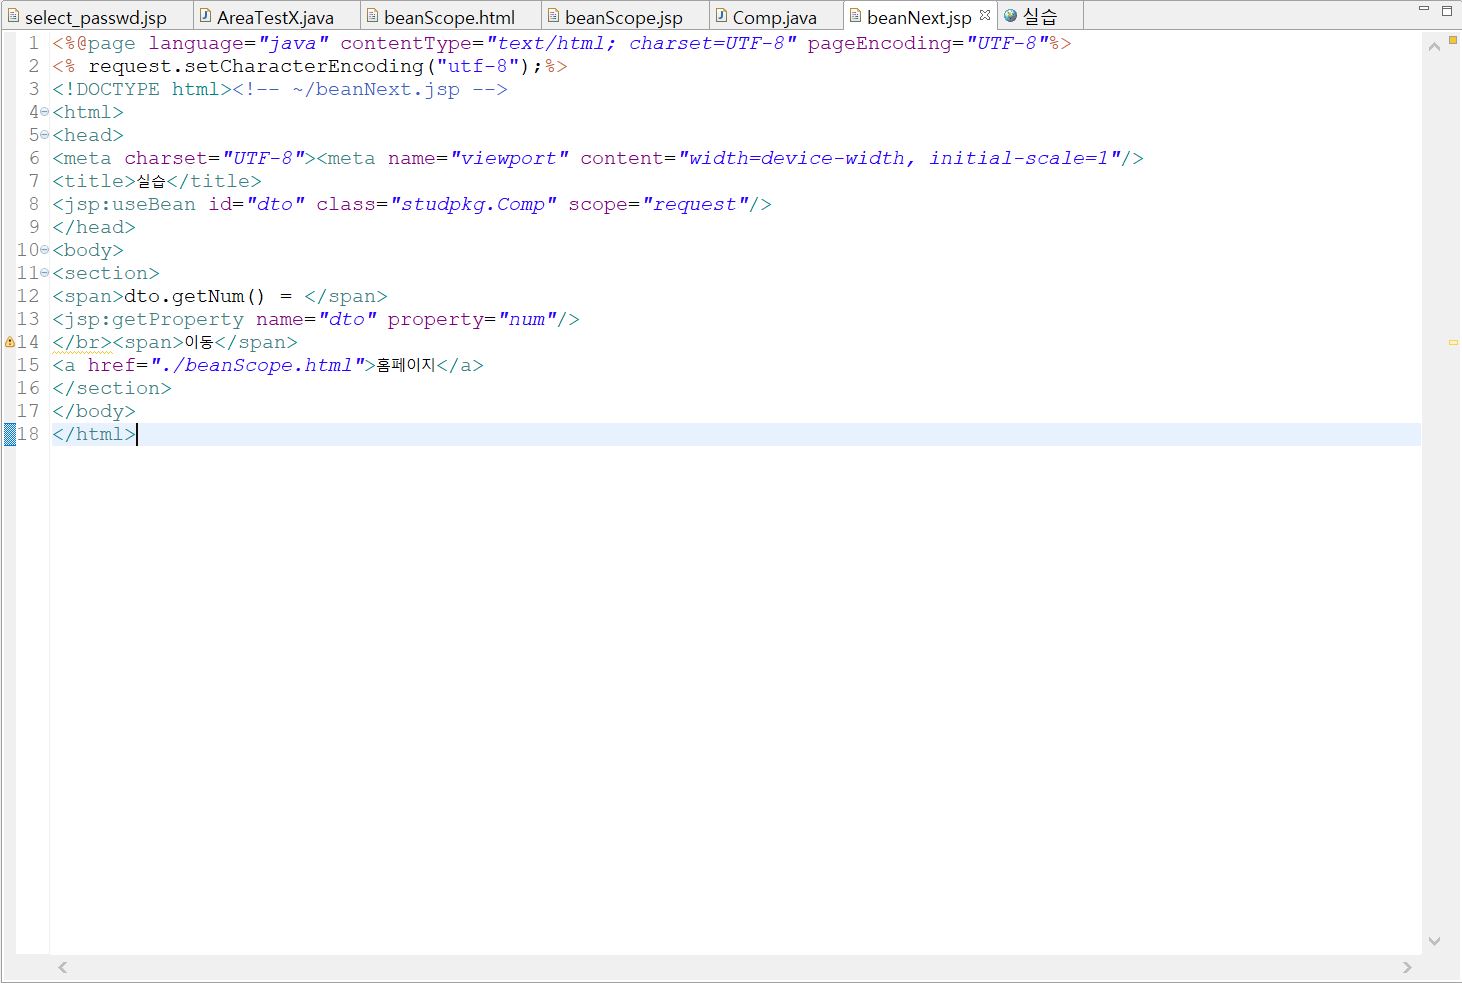 select_passwd.jsp AreaTestX.java beanScope.html beanScope.jsp Comp.java beanNext.jsp 실습
1 <%@page language="java" contentType="text/html; charset=UTF-8" pageEncoding="UTF-8"%>
2 <% request.setCharacterEncoding("utf-8");%>
3 <!DOCTYPE html><!-- ~/beanNext.jsp -->
4 <html>
5 <head>
6 <meta charset="UTF-8"><meta name="viewport" content="width=device-width, initial-scale=1"/>
7 <title>실습</title>
8 <jsp:useBean id="dto" class="studpkg.Comp" scope="request"/>
9 </head>
10 <body>
11 <section>
12 <span>dto.getNum() = </span>
13 <jsp:getProperty name="dto" property="num"/>
14 </br><span>이동</span>
15 <a href="./beanScope.html">홈페이지</a>
16 </section>
17 </body>
18 </html>